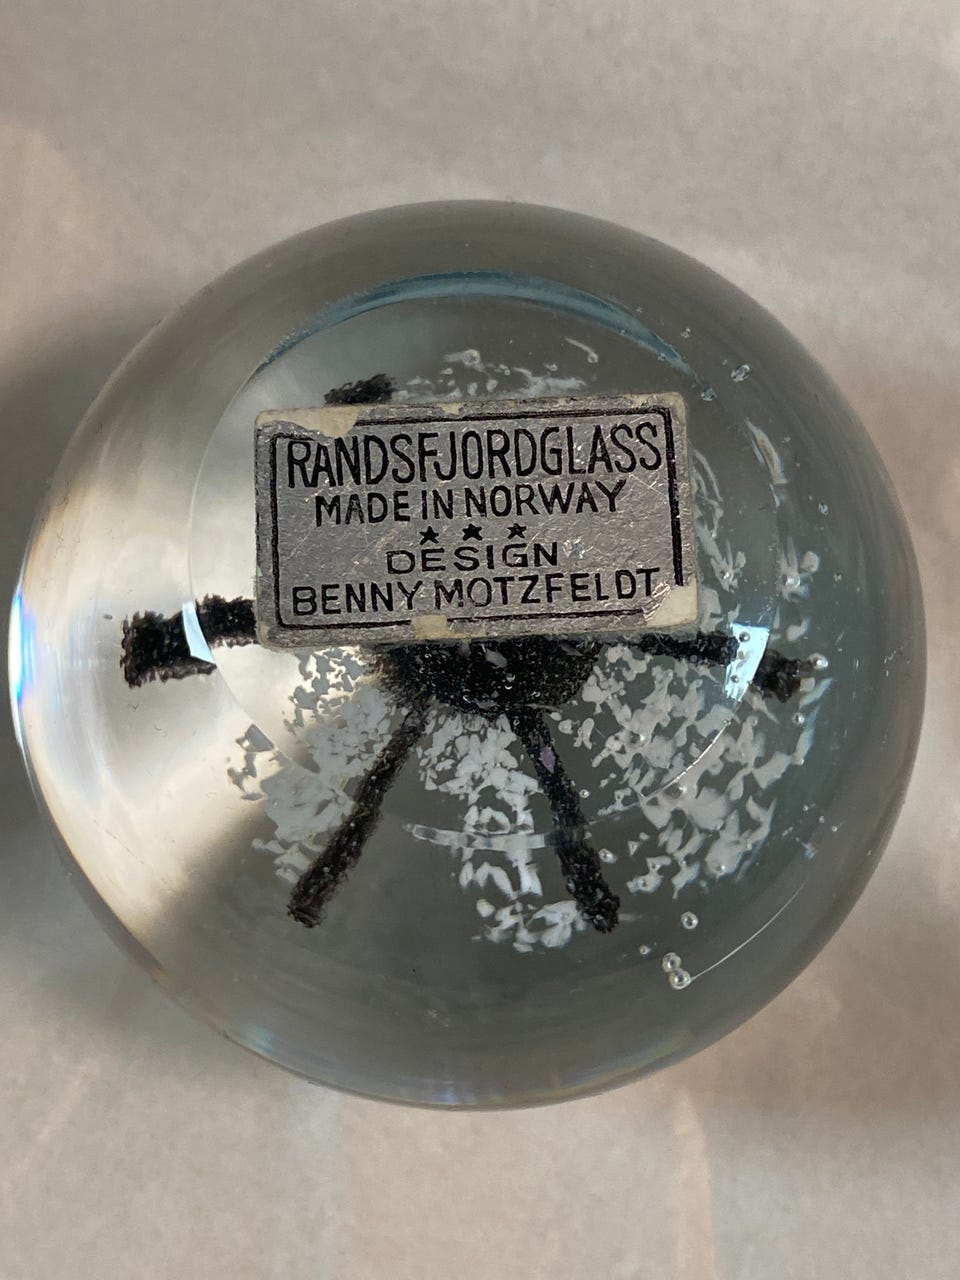 RANDSFJORDGLASS
MADE IN NORWAY
★ ★ ★
DESIGN
BENNY MOTZFELDT